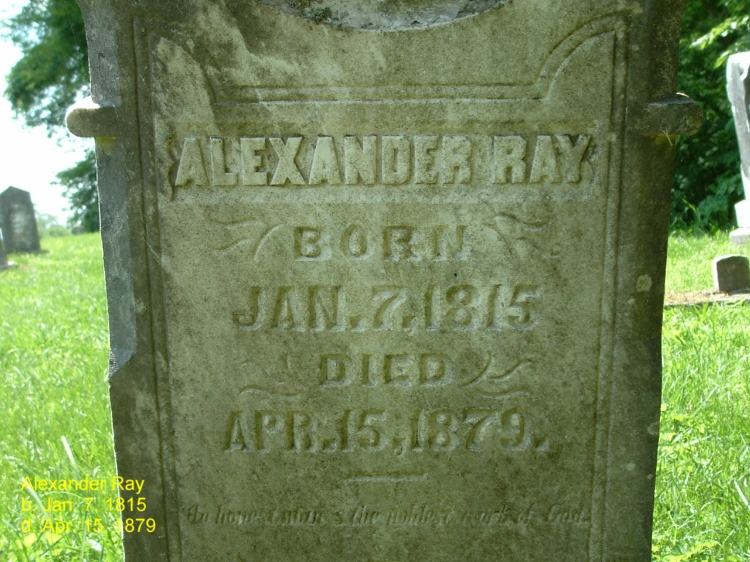 ALEXANDER RAY
BORN
JAN. 7, 1815
DIED
APR. 15, 1879.
An honest man's the noblest work of God.
Alexander Ray
b. Jan. 7, 1815
d. Apr. 15, 1879